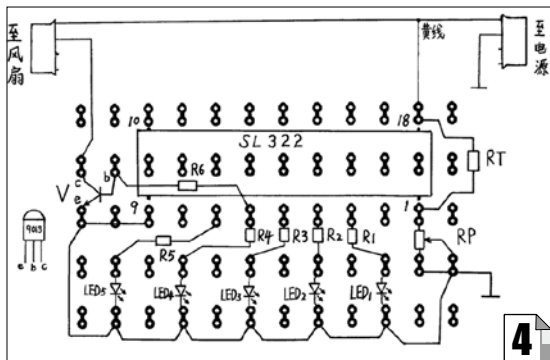 至风扇
黄线
至电源
10
18
SL322
c
b
V
e
R6
RT
9
1
9013
e b c
R5
R4
R3
R2
R1
RP
LED5
LED4
LED3
LED2
LED1
4